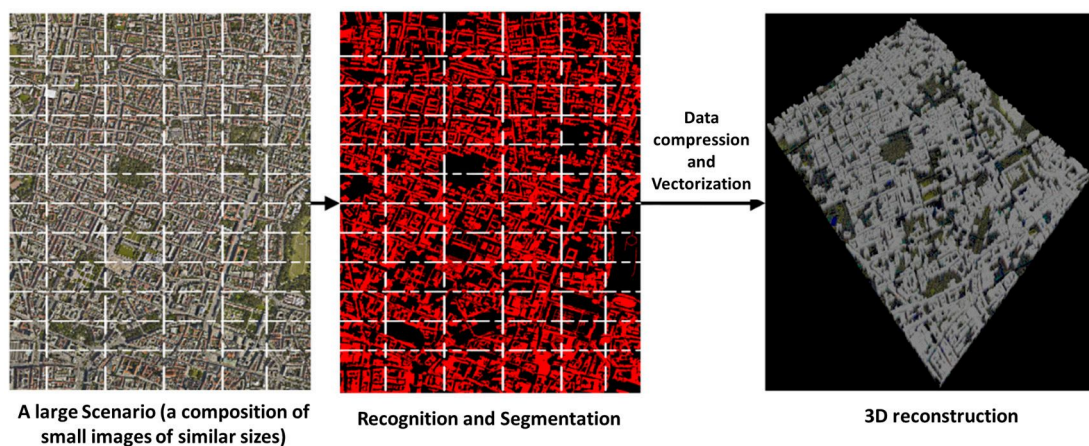 Data
compression
and
Vectorization
A large Scenario (a composition of
small images of similar sizes)
Recognition and Segmentation
3D reconstruction